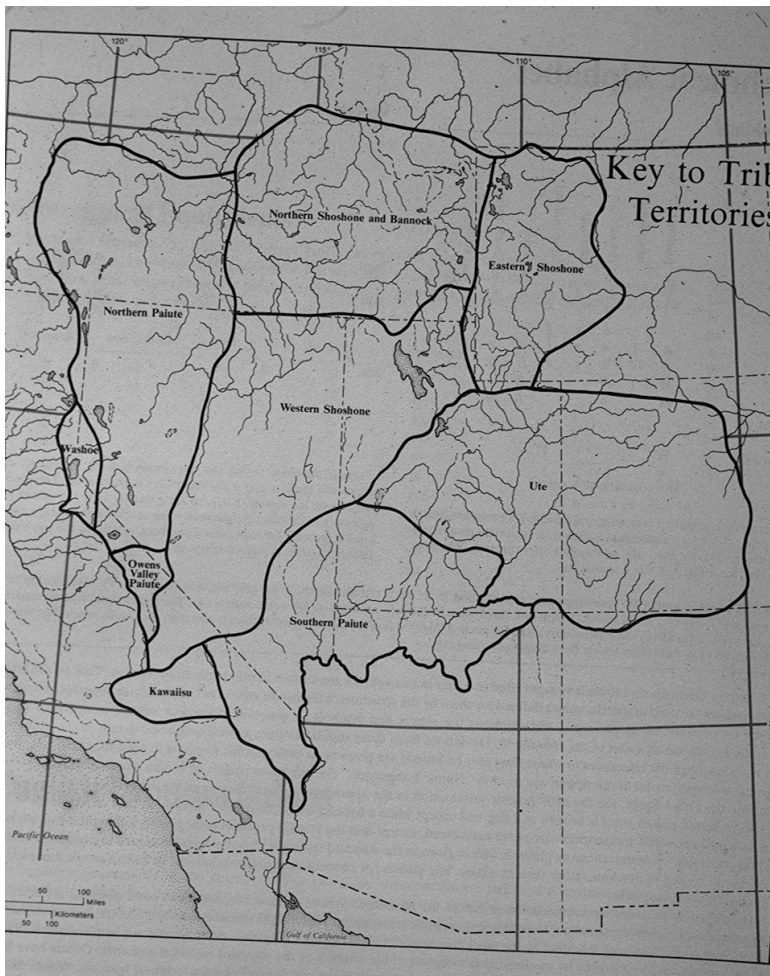 120°
115°
110°
105°
Key to Trib
Territories
Northern Shoshone and Bannock
Eastern Shoshone
Northern Paiute
Western Shoshone
Washoe
Ute
Owens
Valley
Paiute
Southern Paiute
Kawaiisu
Pacific Ocean
50 100
Miles
Kilometers
50 100
Gulf of California